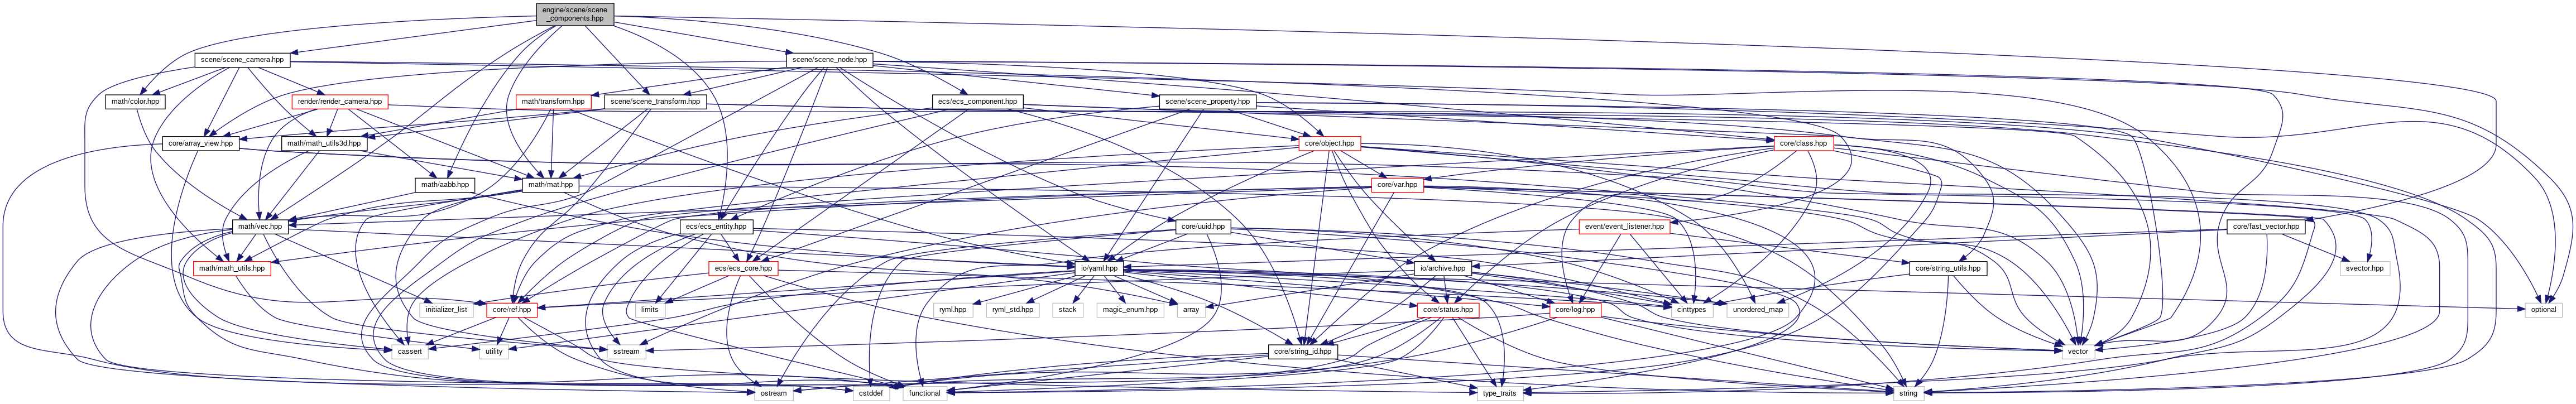 engine/scene/scene
_components.hpp
scene/scene_camera.hpp
scene/scene_node.hpp
math/color.hpp
render/render_camera.hpp
math/transform.hpp
scene/scene_transform.hpp
ecs/ecs_component.hpp
scene/scene_property.hpp
core/array_view.hpp
math/math_utils3d.hpp
core/object.hpp
core/class.hpp
math/aabb.hpp
math/mat.hpp
core/var.hpp
math/vec.hpp
ecs/ecs_entity.hpp
core/uuid.hpp
event/event_listener.hpp
core/fast_vector.hpp
math/math_utils.hpp
ecs/ecs_core.hpp
io/yaml.hpp
io/archive.hpp
core/string_utils.hpp
svector.hpp
initializer_list
core/ref.hpp
limits
ryml.hpp
ryml_std.hpp
stack
magic_enum.hpp
array
core/status.hpp
core/log.hpp
cinttypes
unordered_map
optional
cassert
utility
sstream
core/string_id.hpp
vector
ostream
cstddef
functional
type_traits
string